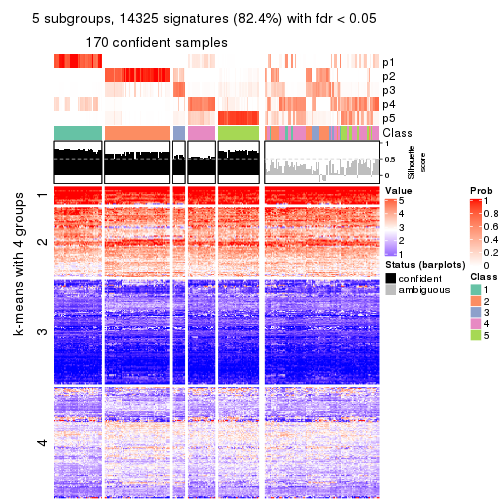 5 subgroups, 14325 signatures (82.4%) with fdr < 0.05
170 confident samples
p1
p2
p3
p4
p5
Class
1
0.5
0
Silhouette
score
k-means with 4 groups
1
2
3
4
Value
5
4
3
2
1
Status (barplots)
confident
ambiguous
Prob
1
0.8
0.6
0.4
0.2
0
Class
1
2
3
4
5